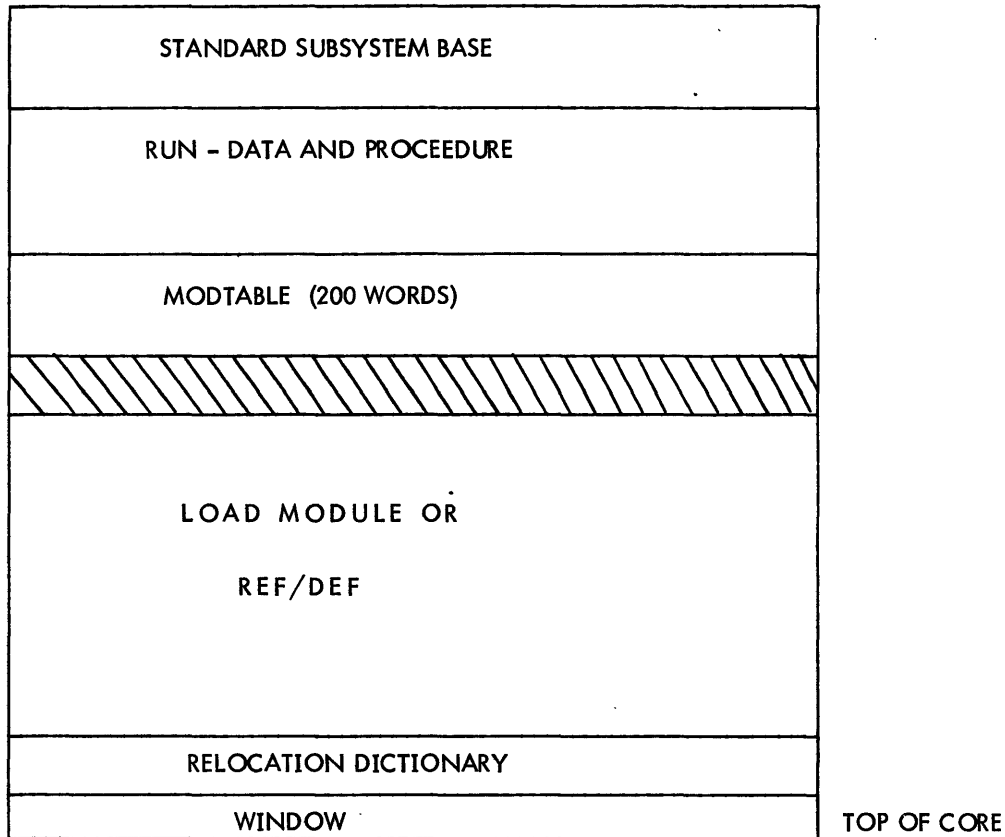 STANDARD SUBSYSTEM BASE
RUN - DATA AND PROCEEDURE
MODTABLE (200 WORDS)
LOAD MODULE OR
REF/DEF
RELOCATION DICTIONARY
WINDOW TOP OF CORE